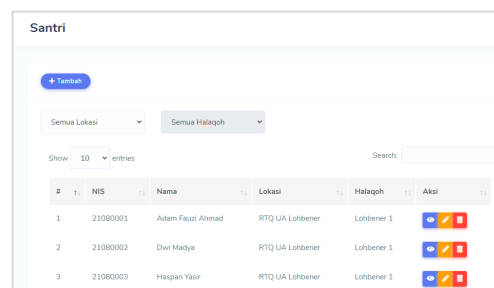 Santri
+ Tambah
Semua Lokasi Semua Halaqoh
Show 10 entries Search:
# NIS Nama Lokasi Halaqoh Aksi
1 21080001 Adam Fauzi Ahmad RTQ UA Lohbener Lohbener 1
2 21080002 Dwi Madya RTQ UA Lohbener Lohbener 1
3 21080003 Haspan Yasir RTQ UA Lohbener Lohbener 1